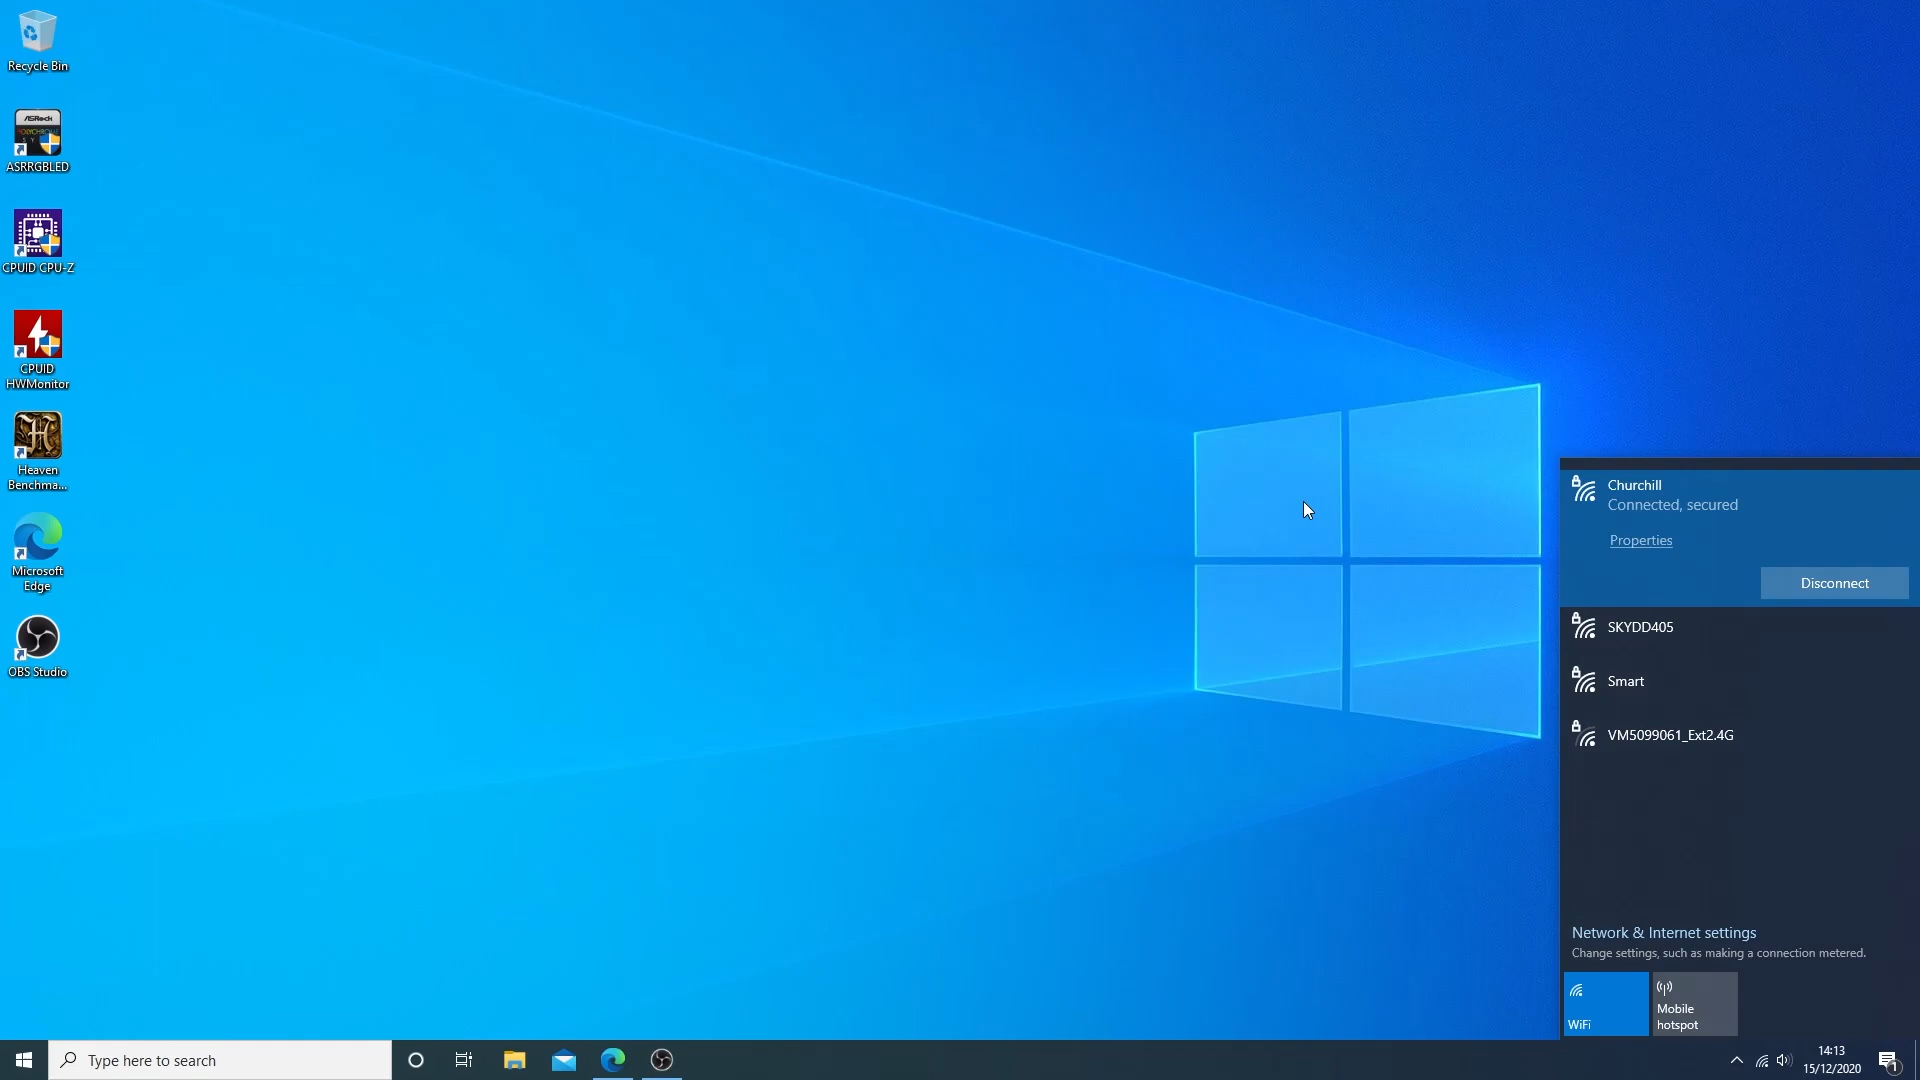 Recycle Bin
ASRock
ASRRGBLED
CPUID CPU-Z
CPUID
HWMonitor
Heaven
Benchma...
Microsoft
Edge
OBS Studio
Churchill
Connected, secured
Properties
Disconnect
SKYDD405
Smart
VM5099061_Ext2.4G
Network & Internet settings
Change settings, such as making a connection metered.
WiFi
Mobile
hotspot
Type here to search
14:13
15/12/2020
1